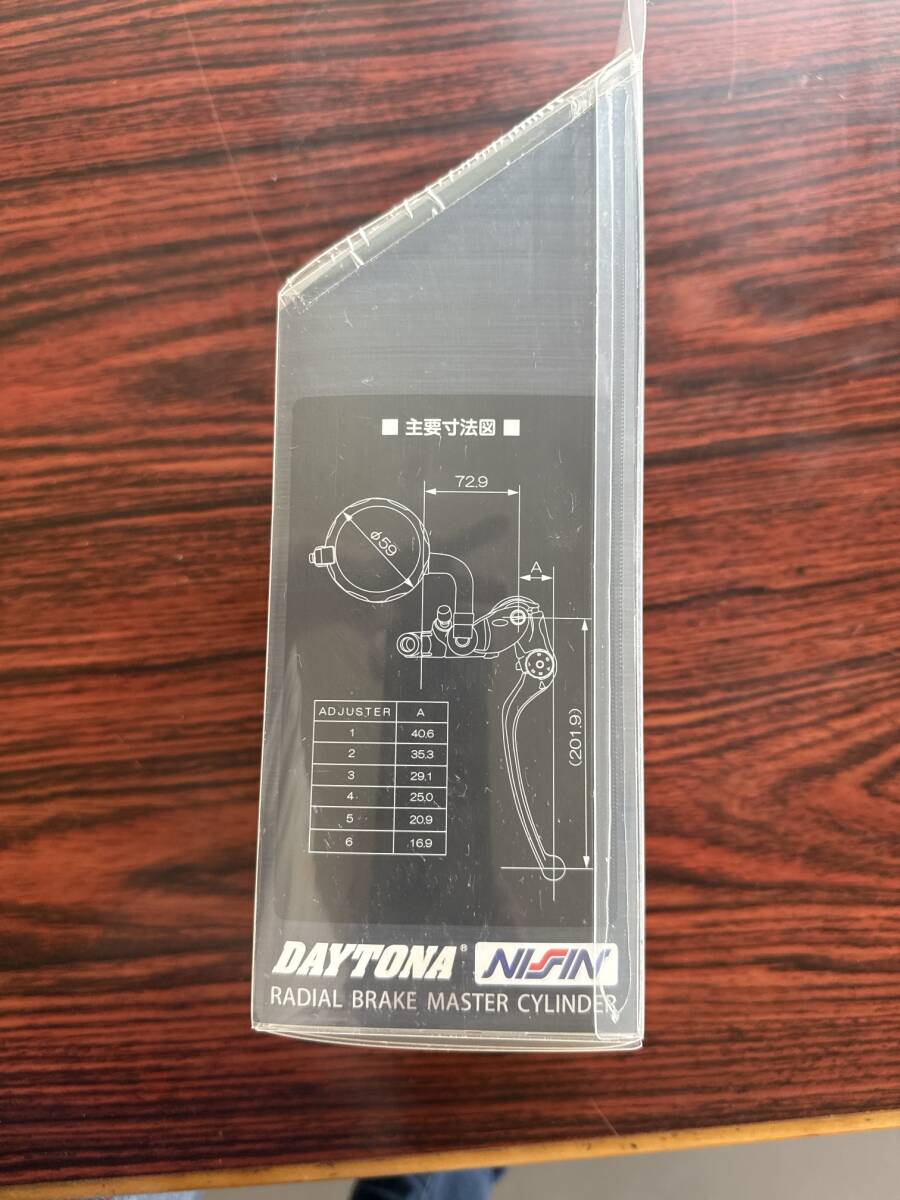 ■ 主要寸法図 ■
72.9
φ59
A
(201.9)
ADJUSTER A
1 40.6
2 35.3
3 29.1
4 25.0
5 20.9
6 16.9
DAYTONA® NISSIN
RADIAL BRAKE MASTER CYLINDER